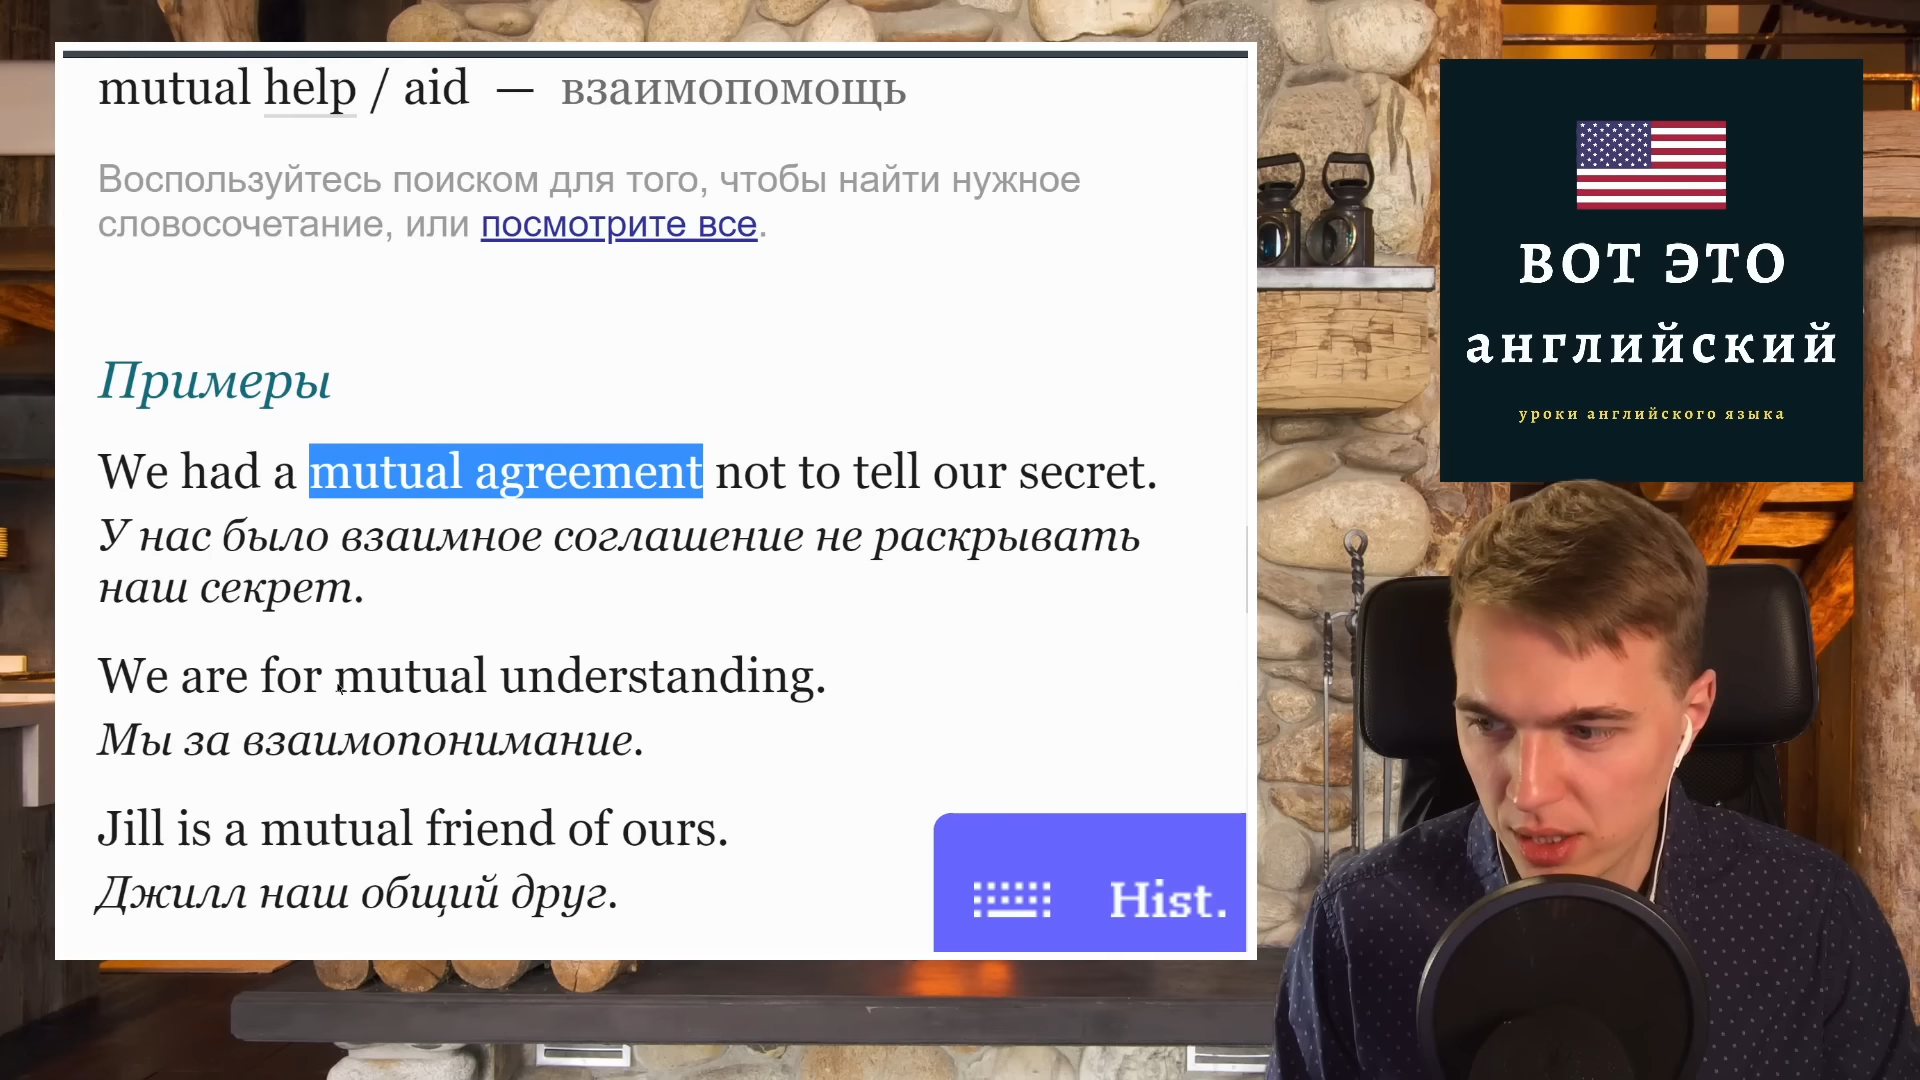 mutual help / aid — взаимопомощь
Воспользуйтесь поиском для того, чтобы найти нужное
словосочетание, или посмотрите все.
Примеры
We had a mutual agreement not to tell our secret.
У нас было взаимное соглашение не раскрывать
наш секрет.
We are for mutual understanding.
Мы за взаимопонимание.
Jill is a mutual friend of ours.
Джилл наш общий друг.
Hist.
ВОТ ЭТО
английский
уроки английского языка